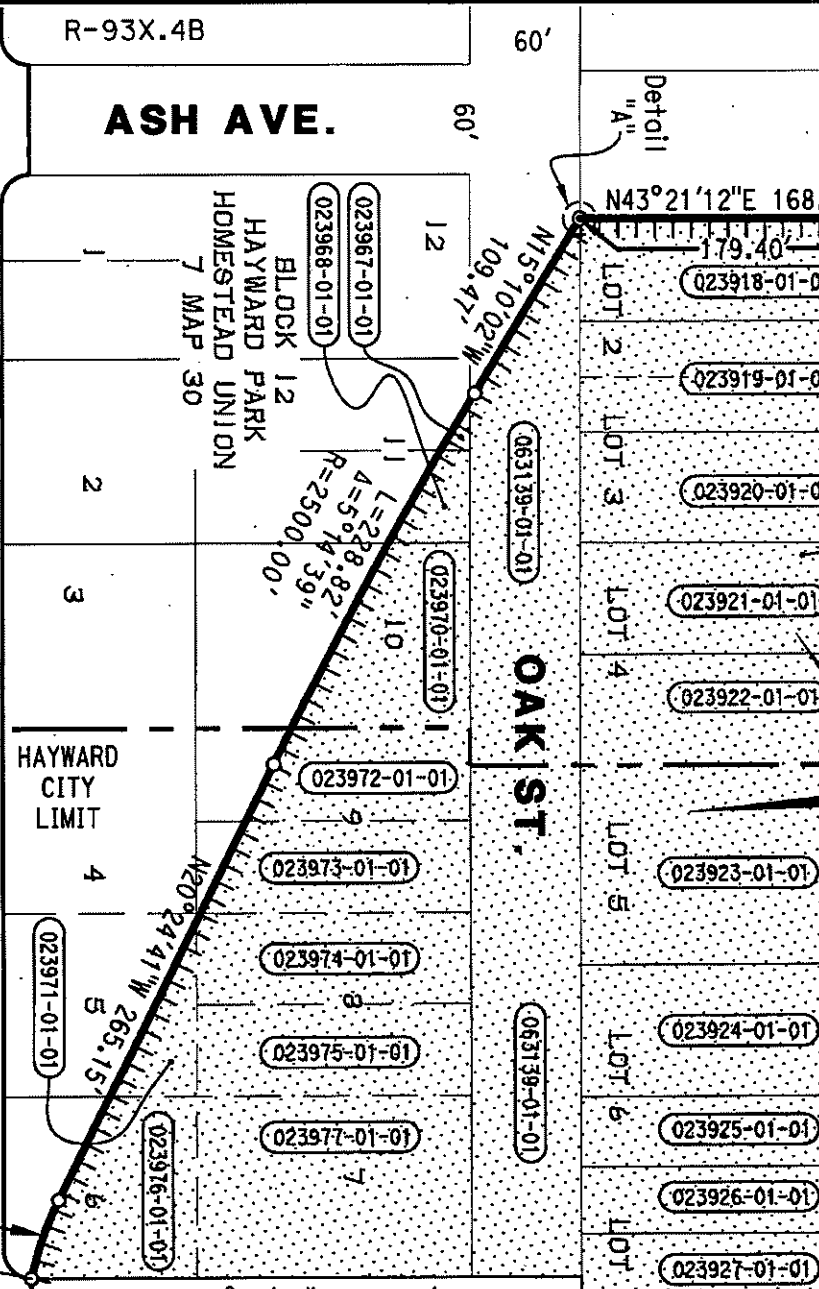 R-93X.4B
60'
ASH AVE.
60'
Detail
"A"
N43°21'12"E 168.
179.40'
N15°10'02"W
109.47'
LOT 2
023918-01-0
023919-01-0
LOT 3
023920-01-0
023921-01-01
LOT 4
023922-01-01
12
023967-01-01
023968-01-01
BLOCK 12
HAYWARD PARK
HOMESTEAD UNION
7 MAP 30
1
2
3
11
L=228.82'
Δ=5°14'39"
R=2500.00'
10
063139-01-01
023970-01-01
OAK ST.
HAYWARD
CITY
LIMIT
023972-01-01
9
023973-01-01
LOT 5
023923-01-01
4
N20°24'41"W 265.15'
023974-01-01
8
023975-01-01
5
023971-01-01
063139-01-01
023924-01-01
LOT 6
023925-01-01
023977-01-01
7
023976-01-01
6
023926-01-01
LOT
023927-01-01